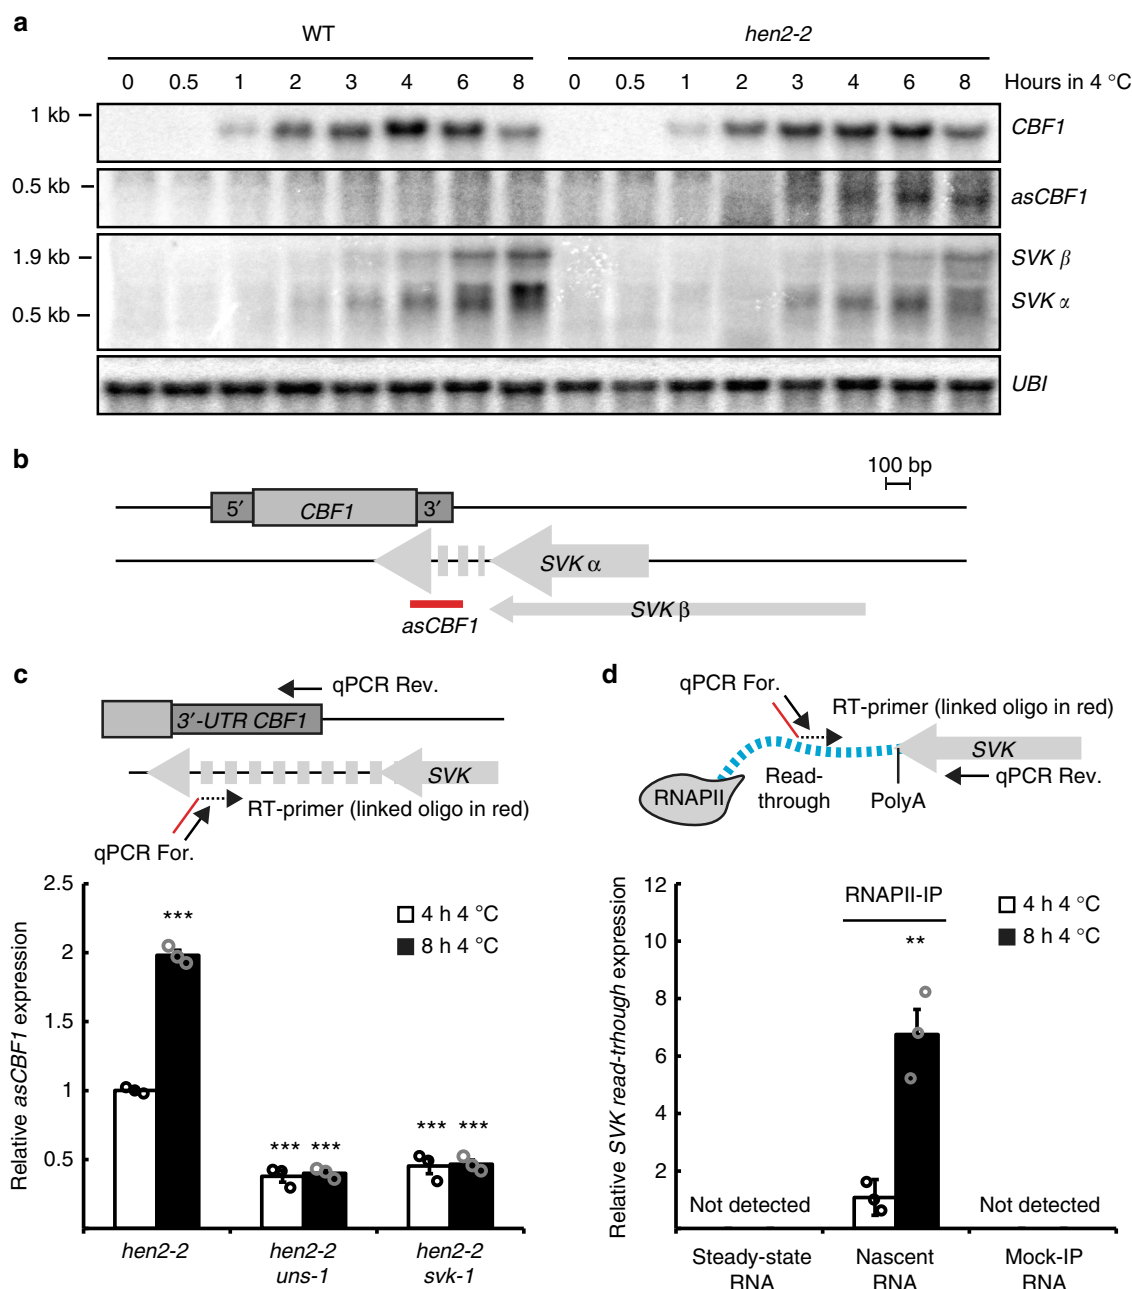 a
WT
hen2-2
0 0.5 1 2 3 4 6 8 0 0.5 1 2 3 4 6 8 Hours in 4 °C
1 kb
CBF1
0.5 kb
asCBF1
1.9 kb
SVK β
SVK α
0.5 kb
UBI
b
100 bp
5′ CBF1 3′
SVK α
SVK β
asCBF1
c
qPCR Rev.
3′-UTR CBF1
SVK
RT-primer (linked oligo in red)
qPCR For.
Relative asCBF1 expression
2.5
2
1.5
1
0.5
4 h 4 °C
8 h 4 °C
***
*** ***
*** ***
hen2-2
hen2-2
uns-1
hen2-2
svk-1
d
qPCR For.
RT-primer (linked oligo in red)
SVK
qPCR Rev.
RNAPII
Read-
through
PolyA
Relative SVK read-trhough expression
12
10
8
6
4
2
RNAPII-IP
**
4 h 4 °C
8 h 4 °C
Not detected
Not detected
Steady-state
RNA
Nascent
RNA
Mock-IP
RNA